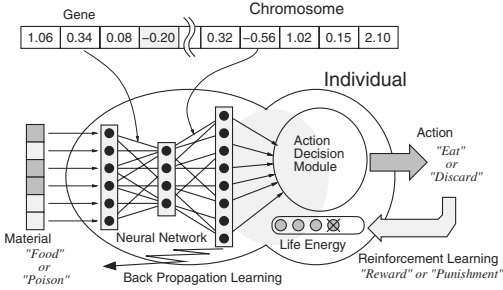 Gene
Chromosome
1.06 0.34 0.08 −0.20 0.32 −0.56 1.02 0.15 2.10
Individual
Action
Decision
Module
Action
"Eat"
or
"Discard"
Material
"Food"
or
"Poison"
Neural Network
Life Energy
Back Propagation Learning
Reinforcement Learning
"Reward" or "Punishment"